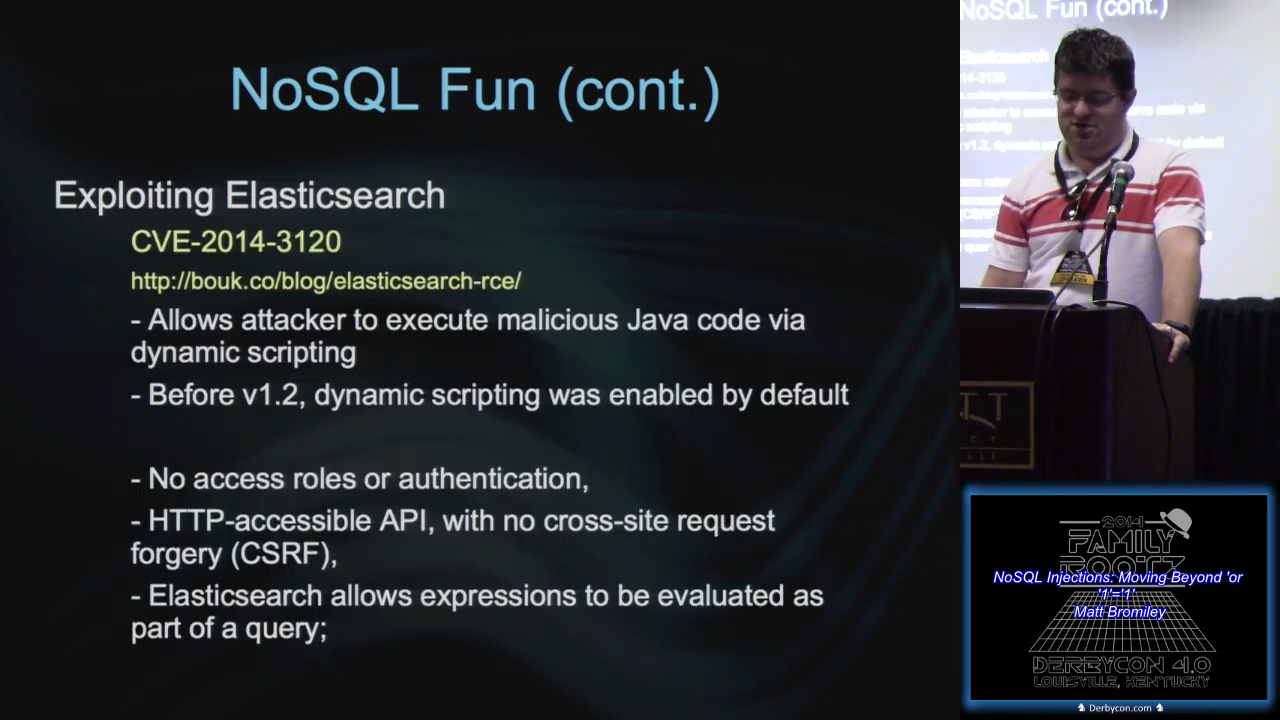 NoSQL Fun (cont.)
Exploiting Elasticsearch
CVE-2014-3120
http://bouk.co/blog/elasticsearch-rce/
- Allows attacker to execute malicious Java code via
dynamic scripting
- Before v1.2, dynamic scripting was enabled by default
- No access roles or authentication,
- HTTP-accessible API, with no cross-site request
forgery (CSRF),
- Elasticsearch allows expressions to be evaluated as
part of a query;
NoSQL Fun (cont.)
2014
FAMILY
ROOTZ
NoSQL Injections: Moving Beyond 'or
'1'='1'
Matt Bromiley
DERBYCON 4.0
LOUISVILLE, KENTUCKY
Derbycon.com